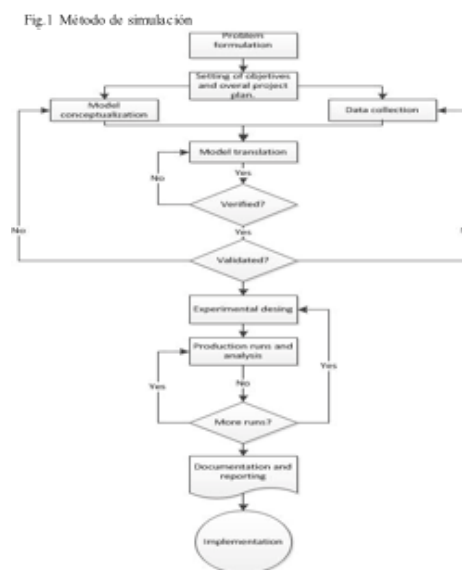 Fig.1 Método de simulación
Problem
formulation
Setting of objetives
and overal project
plan.
Model
conceptualization
Data collection
Model translation
No
Yes
Verified?
No
Yes
Validated?
Experimental desing
Production runs and
analysis
Yes
No
Yes
More runs?
Documentation and
reporting
Implementation